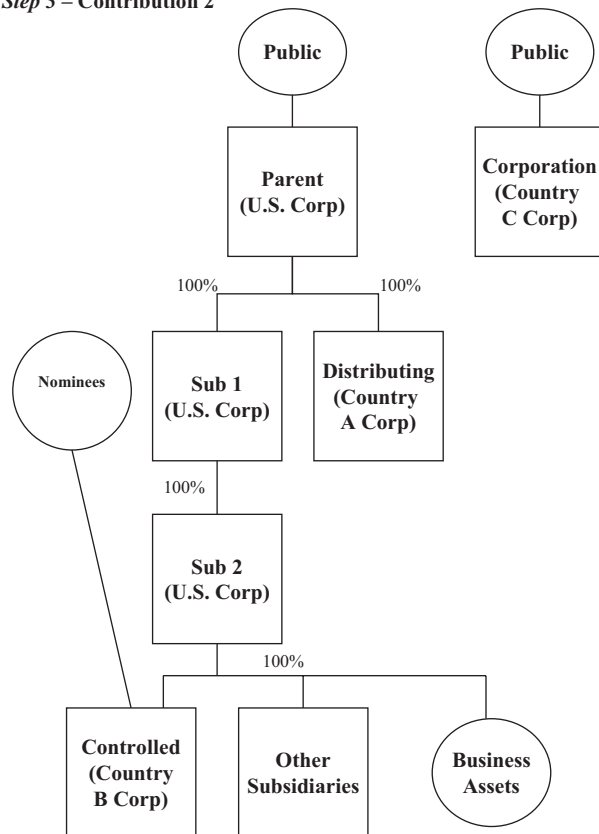 Step 5 – Contribution 2
Public
Public
Parent
(U.S. Corp)
Corporation
(Country
C Corp)
100%
100%
Nominees
Sub 1
(U.S. Corp)
Distributing
(Country
A Corp)
100%
Sub 2
(U.S. Corp)
100%
Controlled
(Country
B Corp)
Other
Subsidiaries
Business
Assets